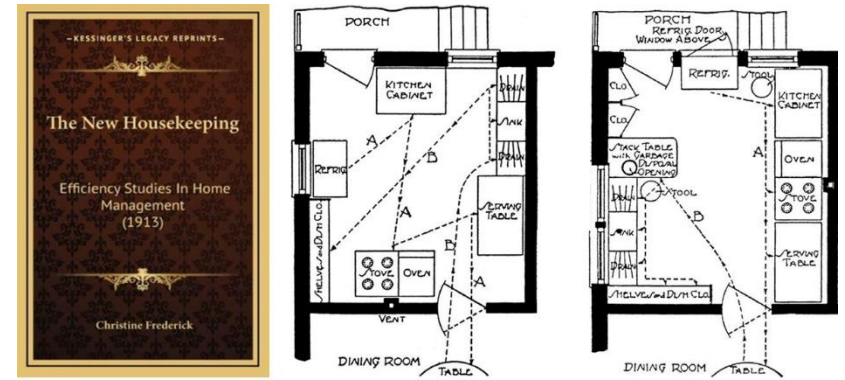 –KESSINGER'S LEGACY REPRINTS–
The New Housekeeping
Efficiency Studies In Home
Management
(1913)
Christine Frederick
PORCH
KITCHEN
CABINET
DRAIN
SINK
DRAIN
REFRIG.
A
B
A
SERVING
TABLE
B
A
SHELVES and DISH CLO.
STOVE
OVEN
VENT
DINING ROOM
TABLE
PORCH
REFRIG. DOOR
WINDOW ABOVE
REFRIG.
STOOL
KITCHEN
CABINET
CLO.
CLO.
A
OVEN
STACK TABLE
with GARBAGE
DISPOSAL
OPENING
STOOL
STOVE
DRAIN
B
SINK
DRAIN
SERVING
TABLE
SHELVES and DISH CLO.
DINING ROOM
TABLE